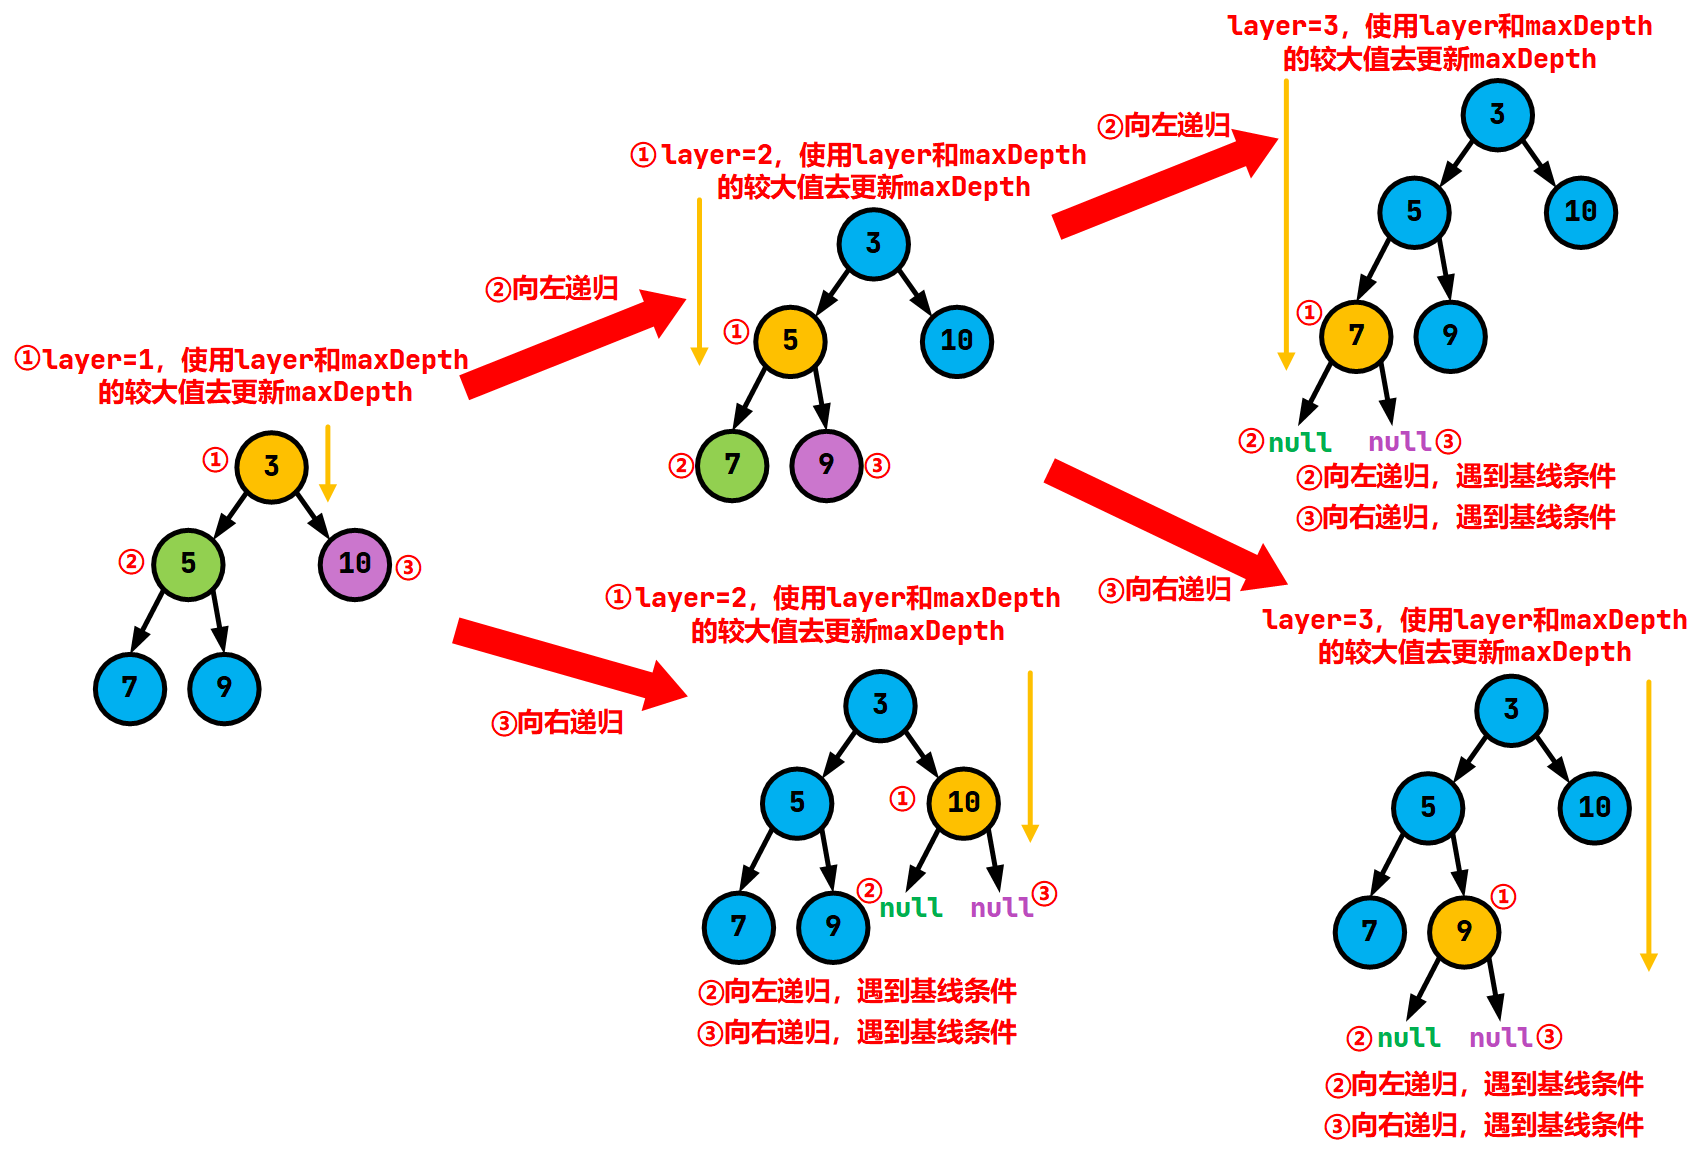 ①layer=1，使用layer和maxDepth
的较大值去更新maxDepth
①
3
②
5
10
③
7
9
②向左递归
③向右递归
①layer=2，使用layer和maxDepth
的较大值去更新maxDepth
3
①
5
10
②
7
9
③
①layer=2，使用layer和maxDepth
的较大值去更新maxDepth
3
5
①
10
7
9
②
null
null
③
②向左递归，遇到基线条件
③向右递归，遇到基线条件
②向左递归
③向右递归
layer=3，使用layer和maxDepth
的较大值去更新maxDepth
3
5
10
①
7
9
②null
null③
②向左递归，遇到基线条件
③向右递归，遇到基线条件
layer=3，使用layer和maxDepth
的较大值去更新maxDepth
3
5
10
7
9
①
②null
null③
②向左递归，遇到基线条件
③向右递归，遇到基线条件